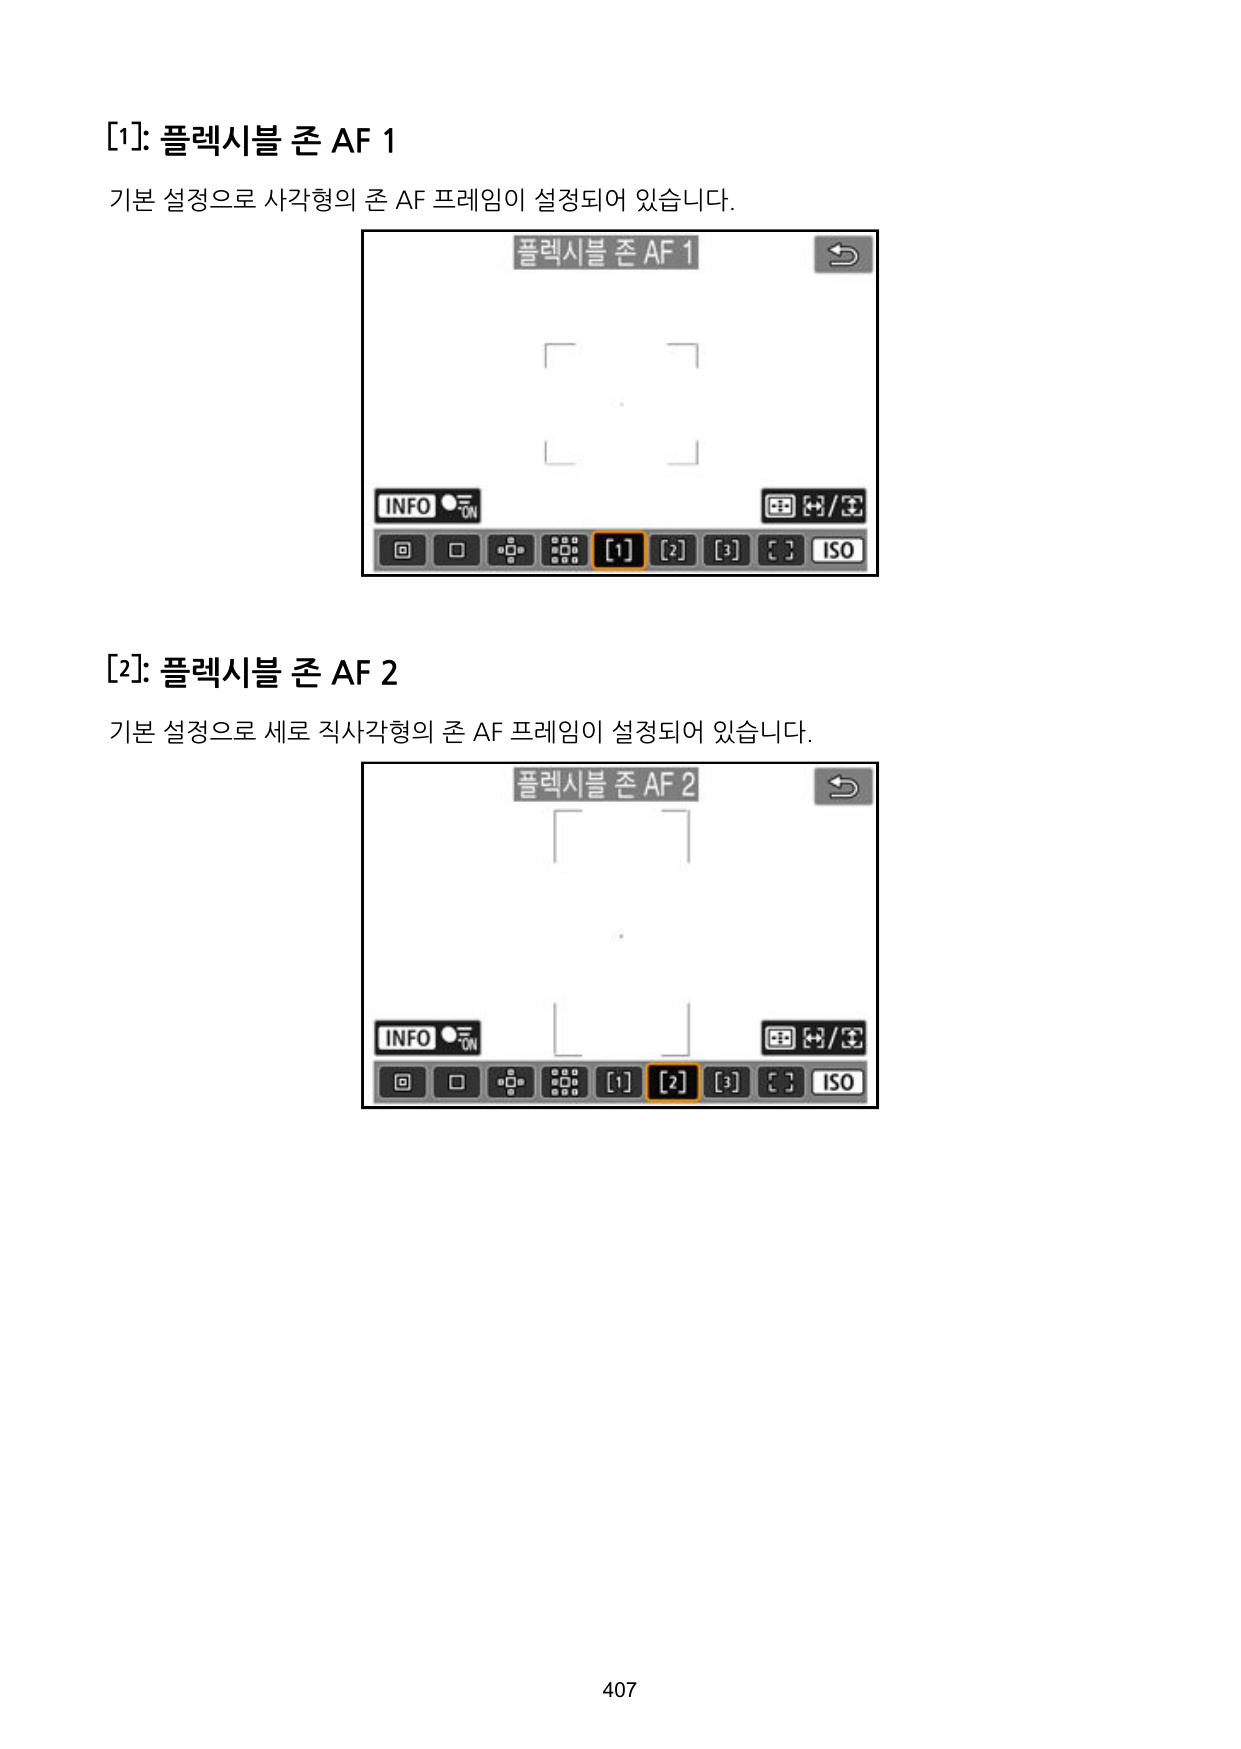 [1]: 플렉시블 존 AF 1
기본 설정으로 사각형의 존 AF 프레임이 설정되어 있습니다.
플렉시블 존 AF 1
INFO ON
[1] [2] [3] ISO
[2]: 플렉시블 존 AF 2
기본 설정으로 세로 직사각형의 존 AF 프레임이 설정되어 있습니다.
플렉시블 존 AF 2
INFO ON
[1] [2] [3] ISO
407